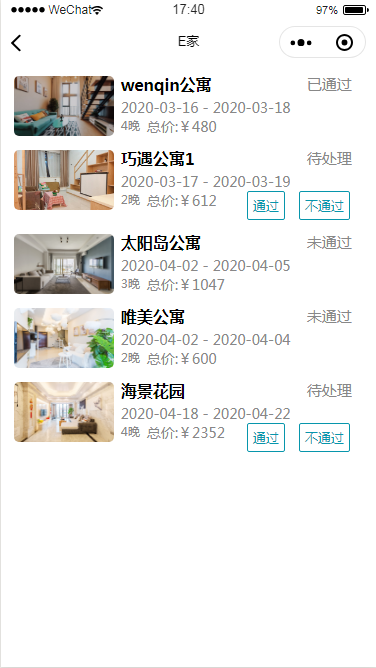 WeChat 17:40 97%
E家
wenqin公寓 已通过
2020-03-16 - 2020-03-18
4晚 总价:￥480
巧遇公寓1 待处理
2020-03-17 - 2020-03-19
2晚 总价:￥612 通过 不通过
太阳岛公寓 未通过
2020-04-02 - 2020-04-05
3晚 总价:￥1047
唯美公寓 未通过
2020-04-02 - 2020-04-04
2晚 总价:￥600
海景花园 待处理
2020-04-18 - 2020-04-22
4晚 总价:￥2352 通过 不通过